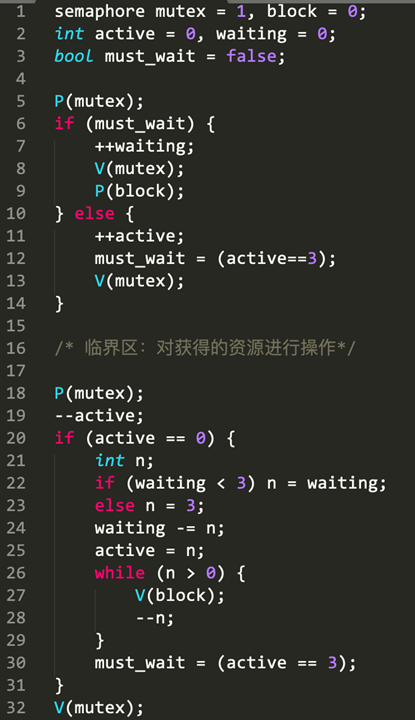 1 semaphore mutex = 1, block = 0;
2 int active = 0, waiting = 0;
3 bool must_wait = false;
4
5 P(mutex);
6 if (must_wait) {
7     ++waiting;
8     V(mutex);
9     P(block);
10 } else {
11     ++active;
12     must_wait = (active==3);
13     V(mutex);
14 }
15
16 /* 临界区：对获得的资源进行操作*/
17
18 P(mutex);
19 --active;
20 if (active == 0) {
21     int n;
22     if (waiting < 3) n = waiting;
23     else n = 3;
24     waiting -= n;
25     active = n;
26     while (n > 0) {
27         V(block);
28         --n;
29     }
30     must_wait = (active == 3);
31 }
32 V(mutex);